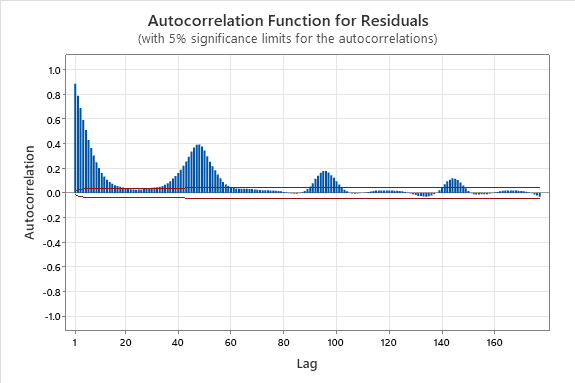 Autocorrelation Function for Residuals
(with 5% significance limits for the autocorrelations)
1.0
0.8
0.6
0.4
0.2
0.0
-0.2
-0.4
-0.6
-0.8
-1.0
Autocorrelation
1 20 40 60 80 100 120 140 160
Lag